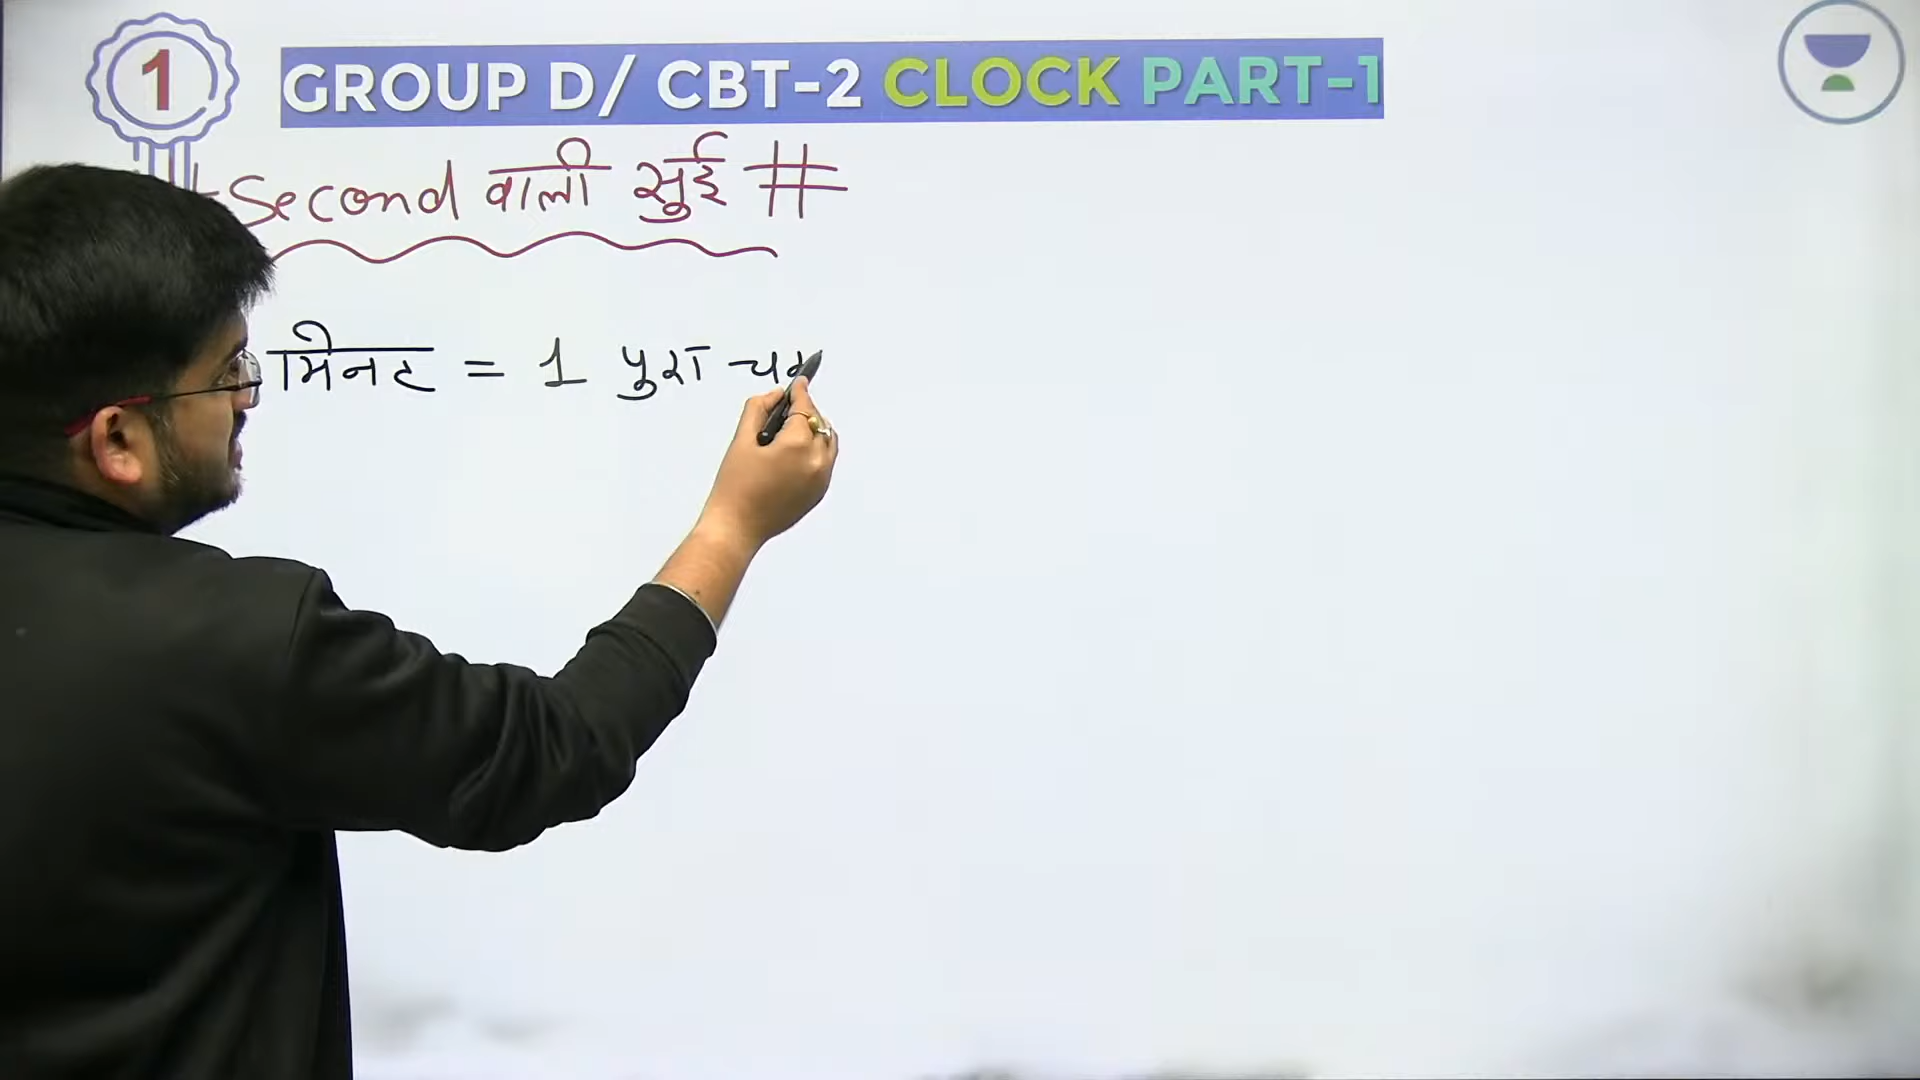 1
GROUP D/ CBT-2 CLOCK PART-1
Second वाली सुई #
मिनट = 1 पुरा